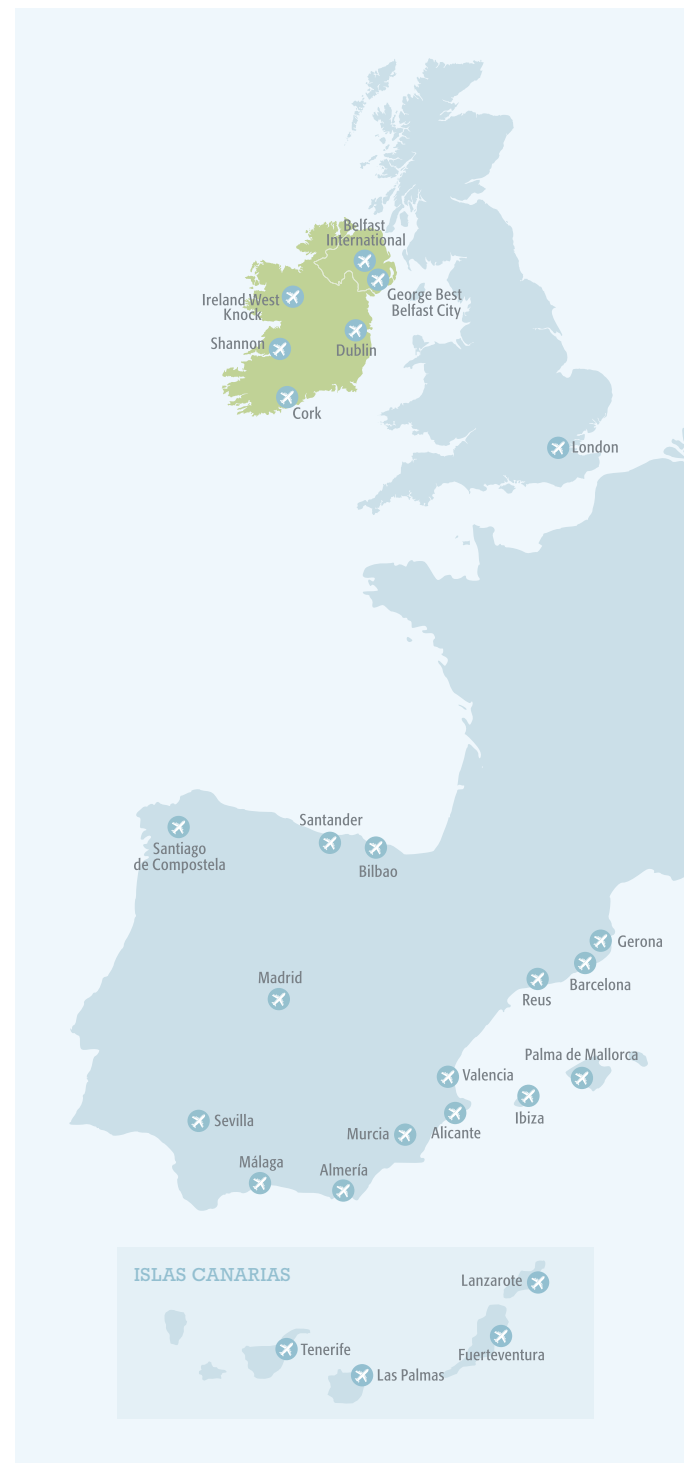 Belfast
International
George Best
Belfast City
Ireland West
Knock
Shannon
Dublin
Cork
London
Santander
Santiago
de Compostela
Bilbao
Gerona
Barcelona
Madrid
Reus
Palma de Mallorca
Valencia
Ibiza
Sevilla
Alicante
Murcia
Málaga
Almería
ISLAS CANARIAS
Lanzarote
Tenerife
Fuerteventura
Las Palmas